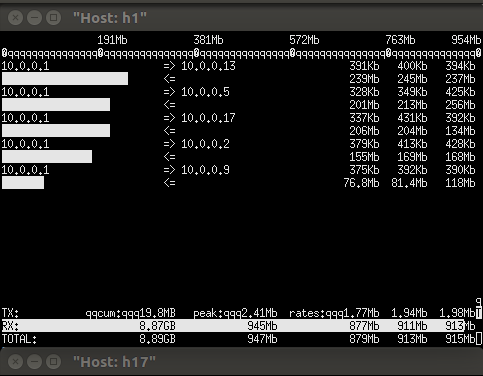 "Host: h1"
191Mb 381Mb 572Mb 763Mb 954Mb
10.0.0.1 => 10.0.0.13 391Kb 400Kb 394Kb
<= 239Mb 245Mb 237Mb
10.0.0.1 => 10.0.0.5 328Kb 349Kb 425Kb
<= 201Mb 213Mb 256Mb
10.0.0.1 => 10.0.0.17 337Kb 431Kb 392Kb
<= 206Mb 204Mb 134Mb
10.0.0.1 => 10.0.0.2 379Kb 413Kb 428Kb
<= 155Mb 169Mb 168Mb
10.0.0.1 => 10.0.0.9 375Kb 392Kb 390Kb
<= 76.8Mb 81.4Mb 118Mb
q
TX: qqcum:qqq19.8MB peak:qqq2.41Mb rates:qqq1.77Mb 1.94Mb 1.98Mb
RX: 8.87GB 945Mb 877Mb 911Mb 913Mb
TOTAL: 8.89GB 947Mb 879Mb 913Mb 915Mb
"Host: h17"